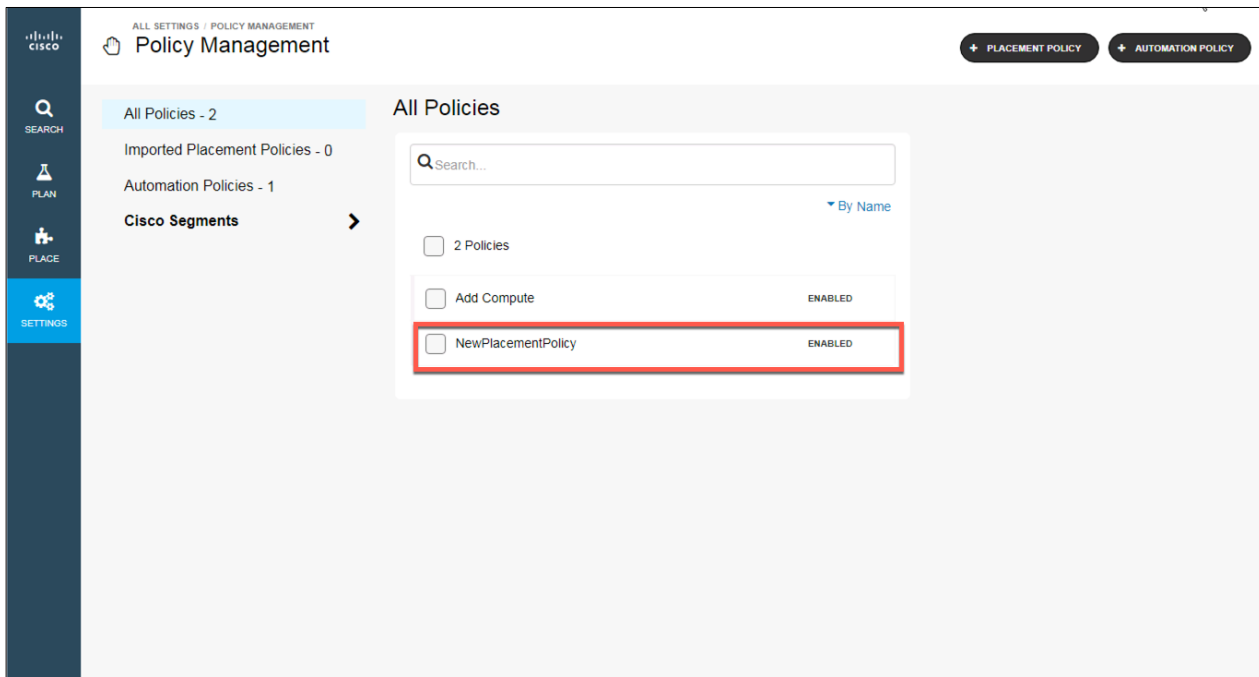 ALL SETTINGS / POLICY MANAGEMENT
Policy Management
+ PLACEMENT POLICY
+ AUTOMATION POLICY
CISCO
SEARCH
PLAN
PLACE
SETTINGS
All Policies - 2
Imported Placement Policies - 0
Automation Policies - 1
Cisco Segments
All Policies
Search...
By Name
2 Policies
Add Compute ENABLED
NewPlacementPolicy ENABLED